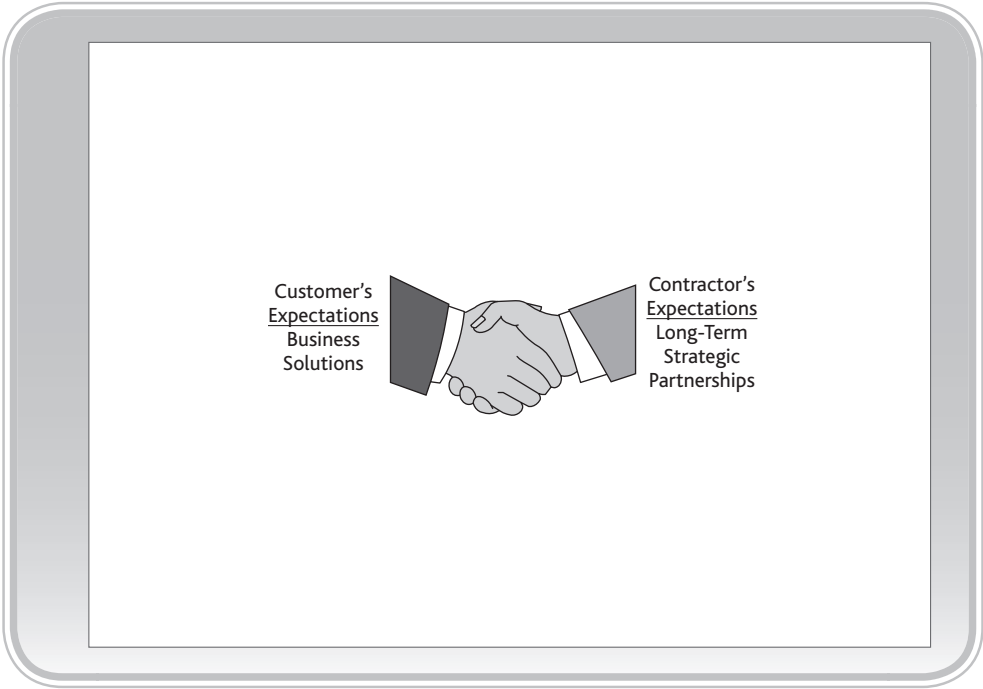 Customer’s
Expectations
Business
Solutions
Contractor’s
Expectations
Long-Term
Strategic
Partnerships